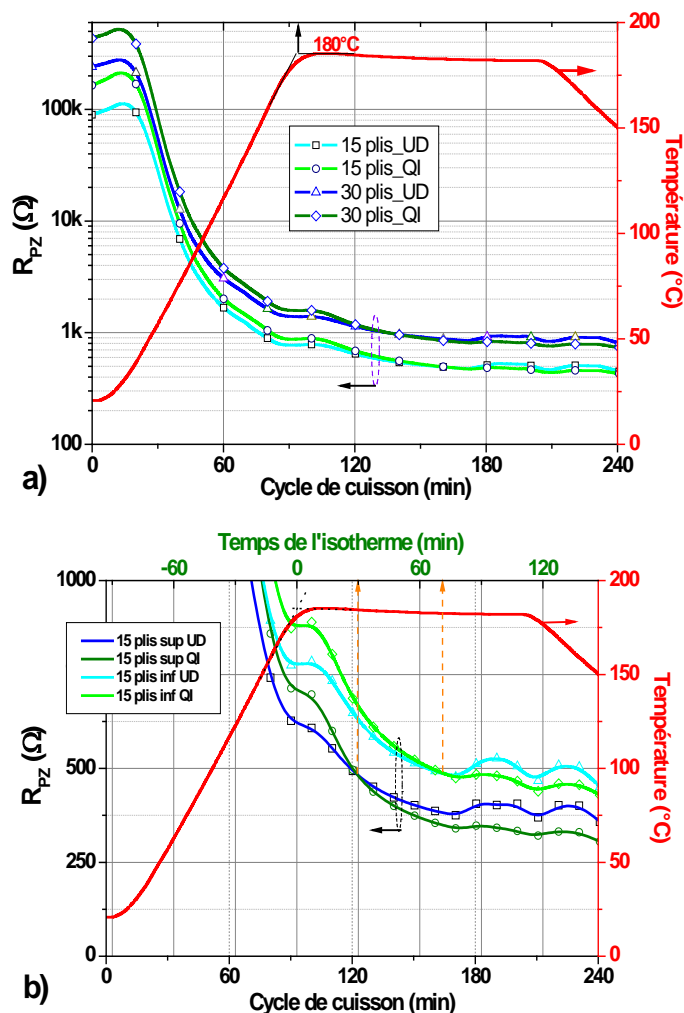 a)
180°C
15 plis_UD
15 plis_QI
30 plis_UD
30 plis_QI
R_PZ (Ω)
100k
10k
1k
100
0 60 120 180 240
Cycle de cuisson (min)
200
150
100
50
0
Température (°C)
b)
Temps de l'isotherme (min)
-60 0 60 120
15 plis sup UD
15 plis sup QI
15 plis inf UD
15 plis inf QI
R_PZ (Ω)
1000
750
500
250
0
0 60 120 180 240
Cycle de cuisson (min)
200
150
100
50
0
Température (°C)